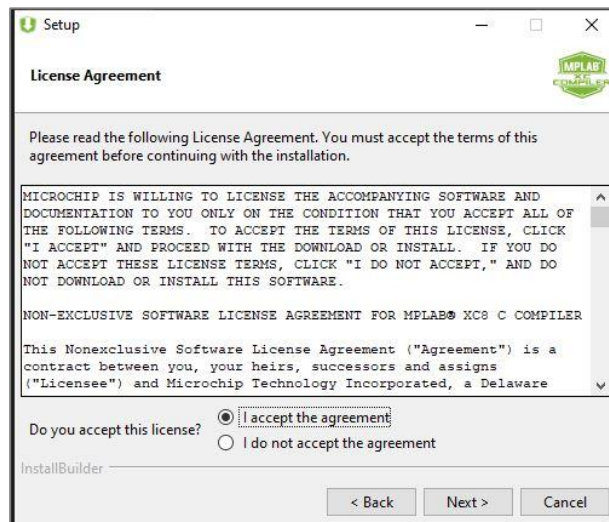 Setup
License Agreement
MPLAB
XC
COMPILER
Please read the following License Agreement. You must accept the terms of this
agreement before continuing with the installation.
MICROCHIP IS WILLING TO LICENSE THE ACCOMPANYING SOFTWARE AND
DOCUMENTATION TO YOU ONLY ON THE CONDITION THAT YOU ACCEPT ALL OF
THE FOLLOWING TERMS.  TO ACCEPT THE TERMS OF THIS LICENSE, CLICK
"I ACCEPT" AND PROCEED WITH THE DOWNLOAD OR INSTALL.  IF YOU DO
NOT ACCEPT THESE LICENSE TERMS, CLICK "I DO NOT ACCEPT," AND DO
NOT DOWNLOAD OR INSTALL THIS SOFTWARE.
NON-EXCLUSIVE SOFTWARE LICENSE AGREEMENT FOR MPLAB® XC8 C COMPILER
This Nonexclusive Software License Agreement ("Agreement") is a
contract between you, your heirs, successors and assigns
("Licensee") and Microchip Technology Incorporated, a Delaware
Do you accept this license?
I accept the agreement
I do not accept the agreement
InstallBuilder
< Back
Next >
Cancel